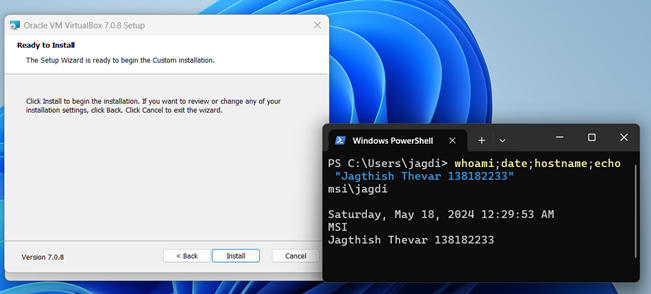 Oracle VM VirtualBox 7.0.8 Setup
Ready to Install
The Setup Wizard is ready to begin the Custom installation.
Click Install to begin the installation. If you want to review or change any of your
installation settings, click Back. Click Cancel to exit the wizard.
Version 7.0.8
< Back
Install
Cancel
Windows PowerShell
PS C:\Users\jagdi> whoami;date;hostname;echo
"Jagthish Thevar 138182233"
msi\jagdi
Saturday, May 18, 2024 12:29:53 AM
MSI
Jagthish Thevar 138182233